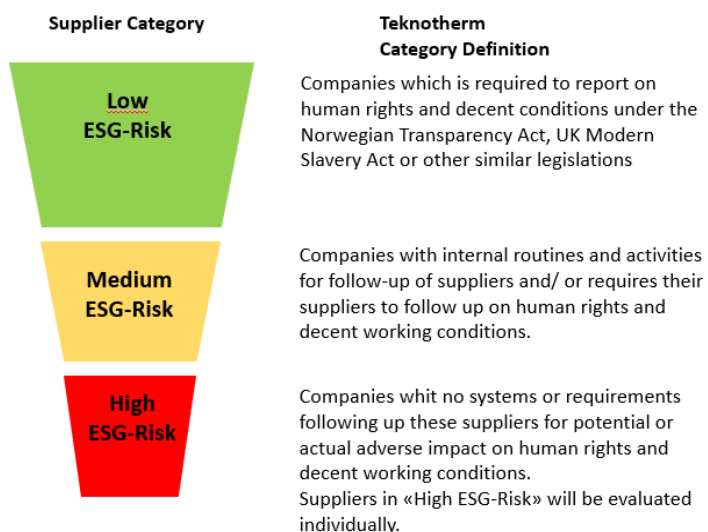 Supplier Category
Teknotherm
Category Definition
Low
ESG-Risk
Companies which is required to report on
human rights and decent conditions under the
Norwegian Transparency Act, UK Modern
Slavery Act or other similar legislations
Medium
ESG-Risk
Companies with internal routines and activities
for follow-up of suppliers and/ or requires their
suppliers to follow up on human rights and
decent working conditions.
High
ESG-Risk
Companies whit no systems or requirements
following up these suppliers for potential or
actual adverse impact on human rights and
decent working conditions.
Suppliers in «High ESG-Risk» will be evaluated
individually.